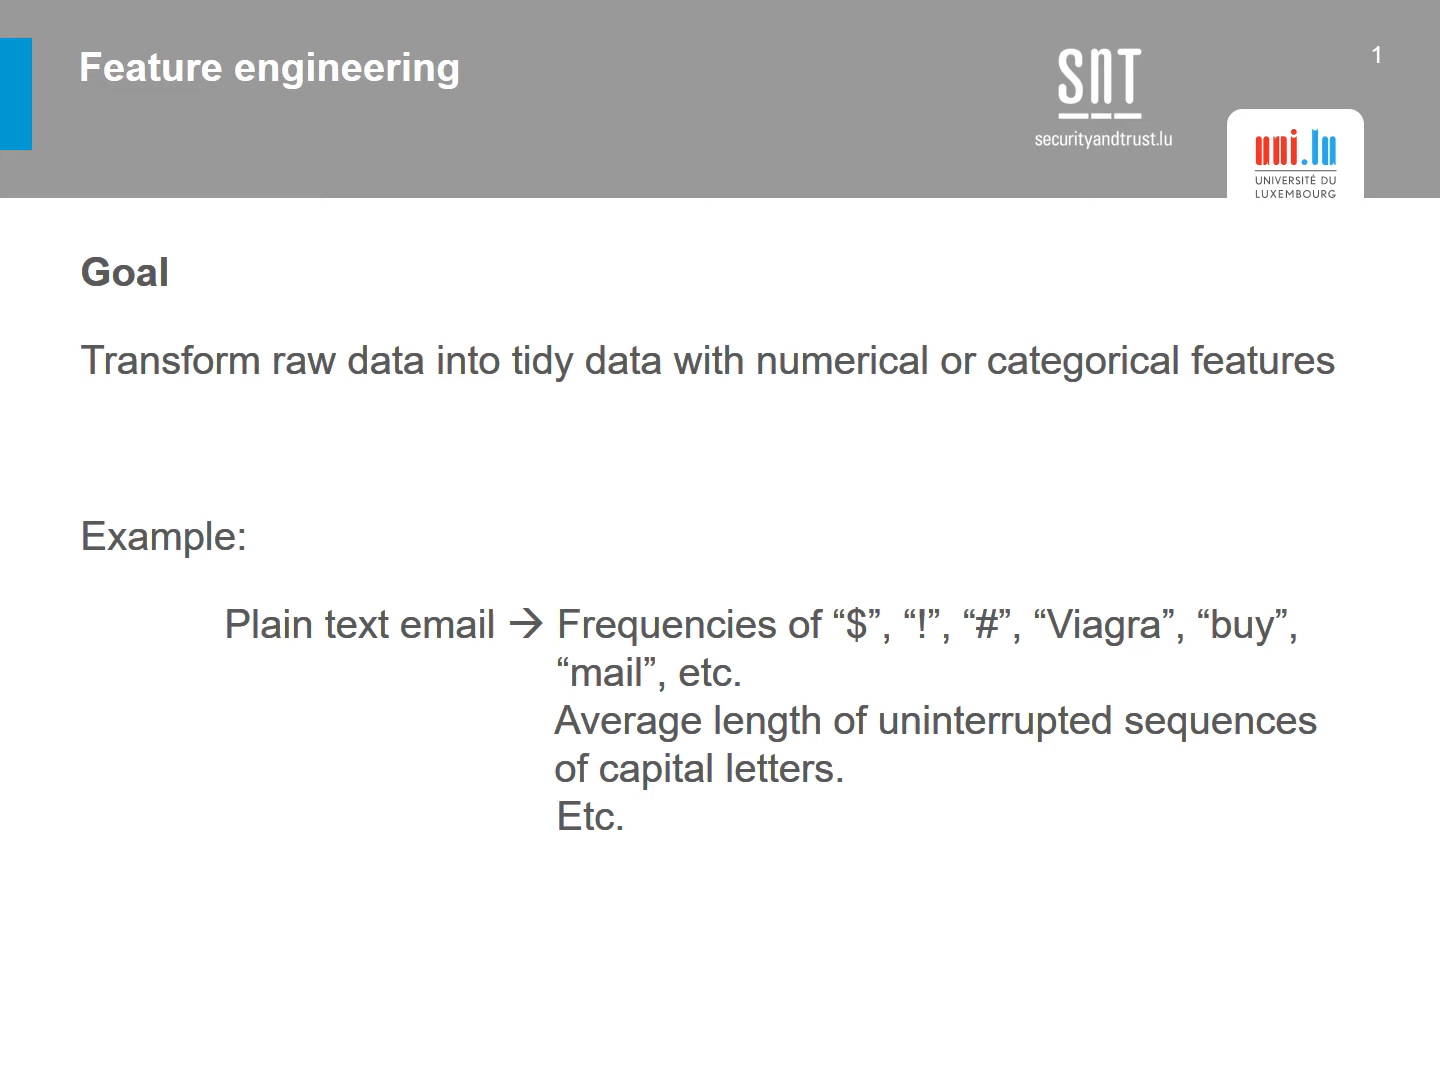 Feature engineering
SnT
securityandtrust.lu
1
uni.lu
UNIVERSITÉ DU
LUXEMBOURG
Goal
Transform raw data into tidy data with numerical or categorical features
Example:
Plain text email → Frequencies of “$”, “!”, “#”, “Viagra”, “buy”,
“mail”, etc.
Average length of uninterrupted sequences
of capital letters.
Etc.